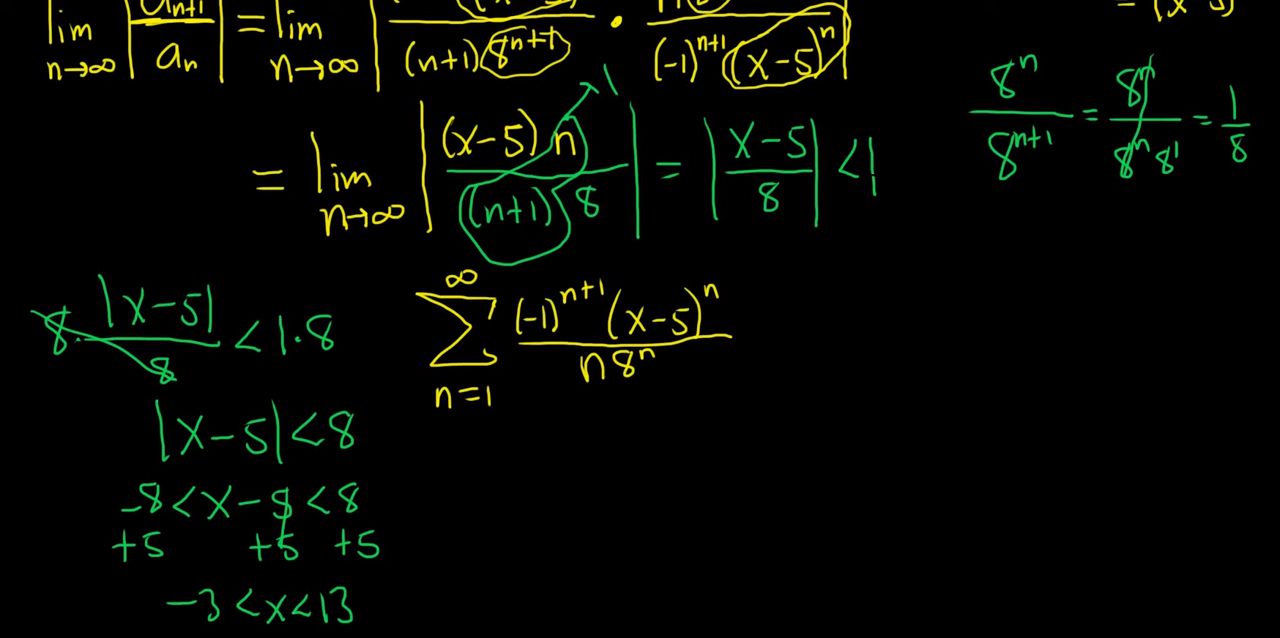 lim n→∞ | a_{n+1} / a_n | = lim n→∞ | / (n+1) 8^{n+1} · / (-1)^{n+1} (x-5)^n |
= lim n→∞ | (x-5) n / (n+1) 8 | = | x-5 / 8 | < 1
1
8^n / 8^{n+1} = 8^n / 8^n 8^1 = 1 / 8
8 · |x-5| / 8 < 1 · 8
|x-5| < 8
-8 < x-5 < 8
+5 +5 +5
-3 < x < 13
∑_{n=1}^{∞} (-1)^{n+1} (x-5)^n / n 8^n